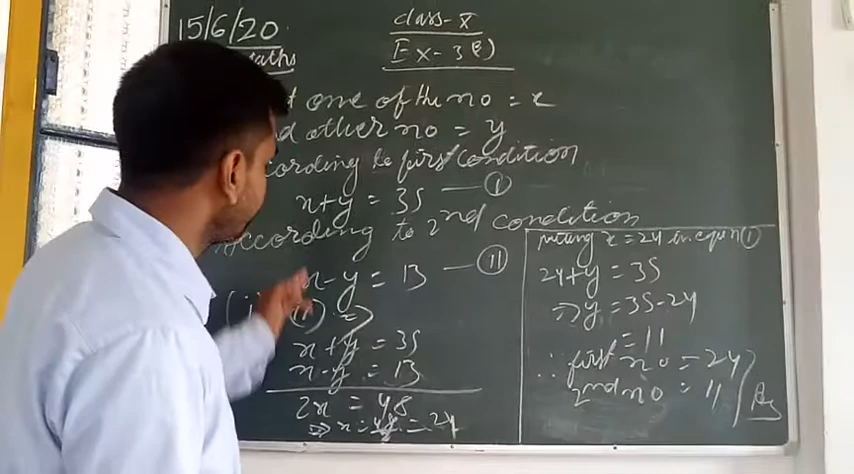 15/6/20
class-X
maths
Ex-3(E)
one of the no = x
other no = y
According to first condition
x+y = 35 — (I)
According to 2nd condition
x-y = 13 — (II)
⇒
x+y = 35
x-y = 13
2x = 48
⇒ x = = 24
putting x=24 in eqn (I)
24+y = 35
⇒ y = 35-24
= 11
∴ first no = 24
2nd no = 11